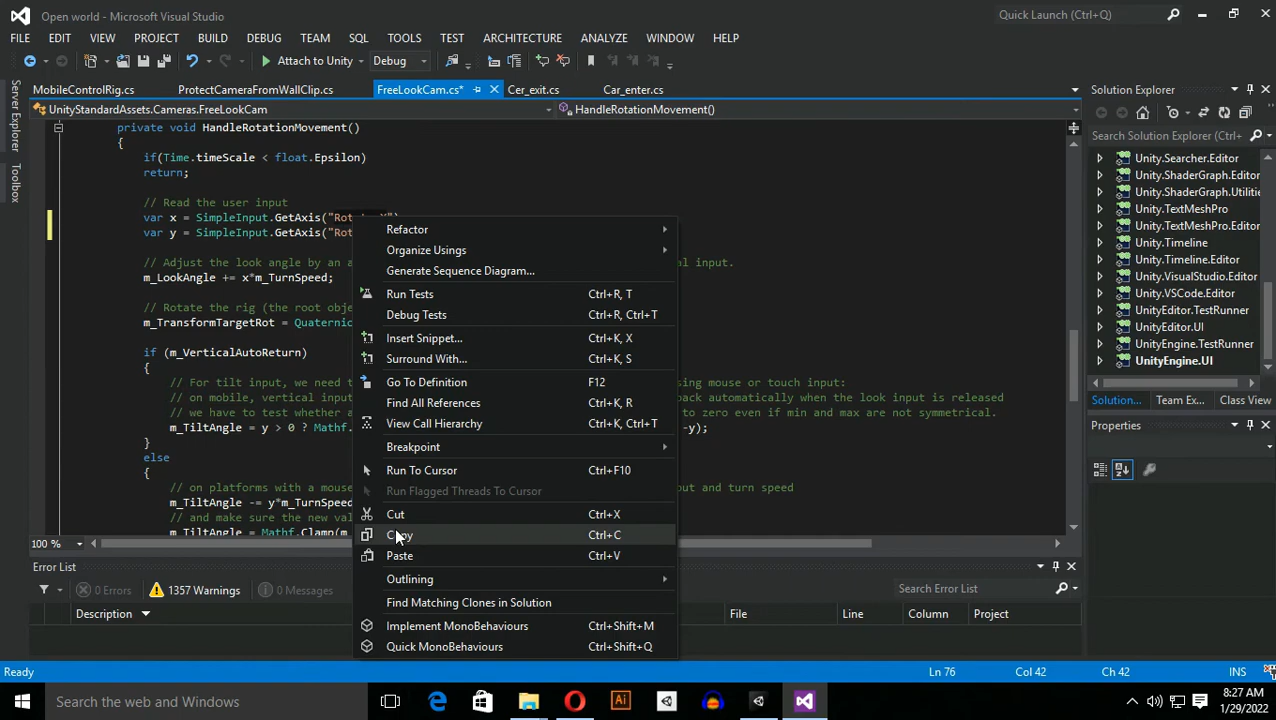 Open world - Microsoft Visual Studio
Quick Launch (Ctrl+Q)
FILE EDIT VIEW PROJECT BUILD DEBUG TEAM SQL TOOLS TEST ARCHITECTURE ANALYZE WINDOW HELP
Attach to Unity Debug
MobileControlRig.cs ProtectCameraFromWallClip.cs FreeLookCam.cs* Car_exit.cs Car_enter.cs
UnityStandardAssets.Cameras.FreeLookCam HandleRotationMovement()
Server Explorer
Toolbox
private void HandleRotationMovement()
{
if(Time.timeScale < float.Epsilon)
return;
// Read the user input
var x = SimpleInput.GetAxis("Rot
var y = SimpleInput.GetAxis("Rot
// Adjust the look angle by an a al input.
m_LookAngle += x*m_TurnSpeed;
// Rotate the rig (the root obje
m_TransformTargetRot = Quaternic
if (m_VerticalAutoReturn)
{
// For tilt input, we need t sing mouse or touch input:
// on mobile, vertical input back automatically when the look input is released
// we have to test whether a to zero even if min and max are not symmetrical.
m_TiltAngle = y > 0 ? Mathf. -y);
}
else
{
// on platforms with a mouse out and turn speed
m_TiltAngle -= y*m_TurnSpeed
// and make sure the new val
m_TiltAngle = Mathf.Clamp(m
Refactor
Organize Usings
Generate Sequence Diagram...
Run Tests Ctrl+R, T
Debug Tests Ctrl+R, Ctrl+T
Insert Snippet... Ctrl+K, X
Surround With... Ctrl+K, S
Go To Definition F12
Find All References Ctrl+K, R
View Call Hierarchy Ctrl+K, Ctrl+T
Breakpoint
Run To Cursor Ctrl+F10
Run Flagged Threads To Cursor
Cut Ctrl+X
Copy Ctrl+C
Paste Ctrl+V
Outlining
Find Matching Clones in Solution
Implement MonoBehaviours Ctrl+Shift+M
Quick MonoBehaviours Ctrl+Shift+Q
100 %
Solution Explorer
Search Solution Explorer (Ctrl+
Unity.Searcher.Editor
Unity.ShaderGraph.Editor
Unity.ShaderGraph.Utilitie
Unity.TextMeshPro
Unity.TextMeshPro.Editor
Unity.Timeline
Unity.Timeline.Editor
Unity.VisualStudio.Editor
Unity.VSCode.Editor
UnityEditor.TestRunner
UnityEditor.UI
UnityEngine.TestRunner
UnityEngine.UI
Solution... Team Ex... Class View
Properties
Error List
0 Errors 1357 Warnings 0 Messages
Search Error List
Description File Line Column Project
Ready Ln 76 Col 42 Ch 42 INS
Search the web and Windows
8:27 AM
1/29/2022